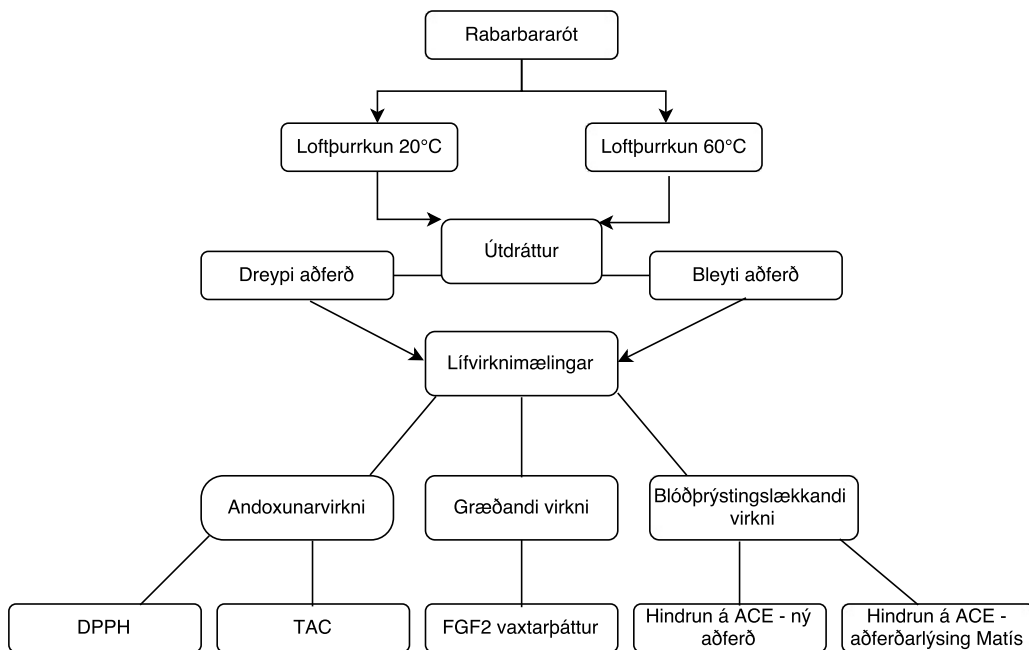 Rabarbararót
Loftþurrkun 20°C
Loftþurrkun 60°C
Útdráttur
Dreypi aðferð
Bleyti aðferð
Lífvirknimælingar
Andoxunarvirkni
Græðandi virkni
Blóðþrýstingslækkandi
virkni
DPPH
TAC
FGF2 vaxtarþáttur
Hindrun á ACE - ný
aðferð
Hindrun á ACE -
aðferðarlýsing Matís